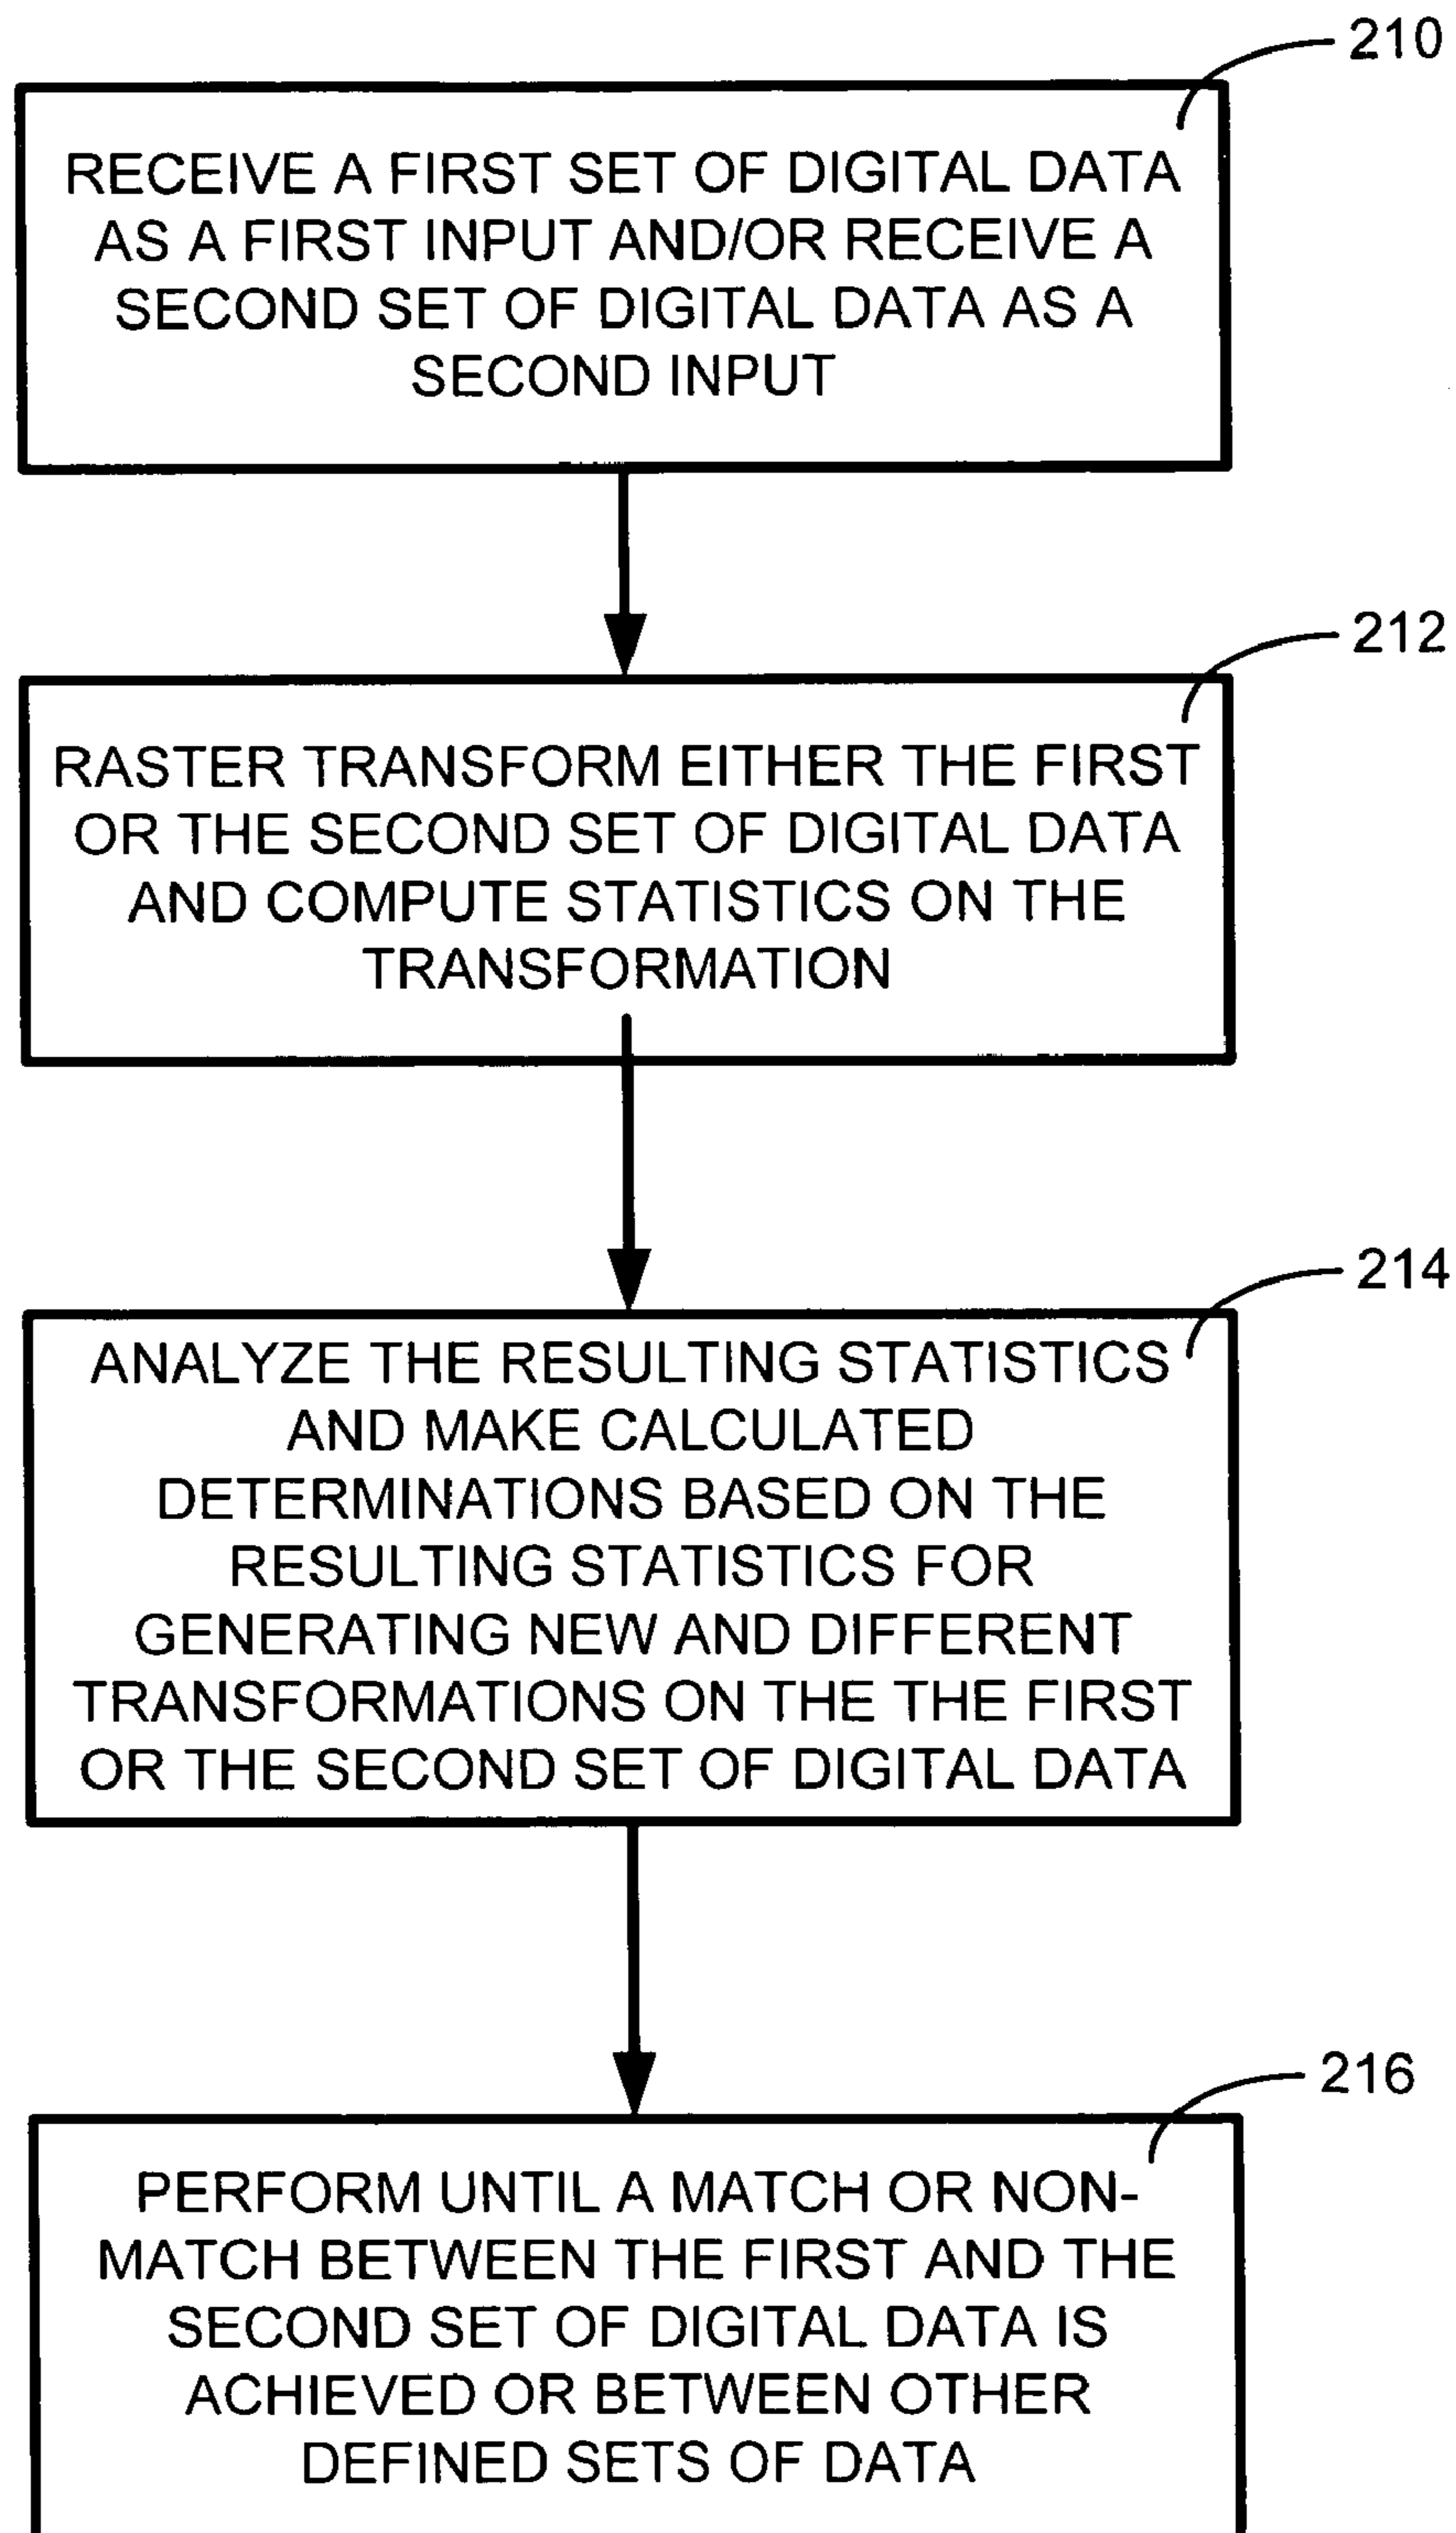 210
RECEIVE A FIRST SET OF DIGITAL DATA
AS A FIRST INPUT AND/OR RECEIVE A
SECOND SET OF DIGITAL DATA AS A
SECOND INPUT
212
RASTER TRANSFORM EITHER THE FIRST
OR THE SECOND SET OF DIGITAL DATA
AND COMPUTE STATISTICS ON THE
TRANSFORMATION
214
ANALYZE THE RESULTING STATISTICS
AND MAKE CALCULATED
DETERMINATIONS BASED ON THE
RESULTING STATISTICS FOR
GENERATING NEW AND DIFFERENT
TRANSFORMATIONS ON THE THE FIRST
OR THE SECOND SET OF DIGITAL DATA
216
PERFORM UNTIL A MATCH OR NON-
MATCH BETWEEN THE FIRST AND THE
SECOND SET OF DIGITAL DATA IS
ACHIEVED OR BETWEEN OTHER
DEFINED SETS OF DATA